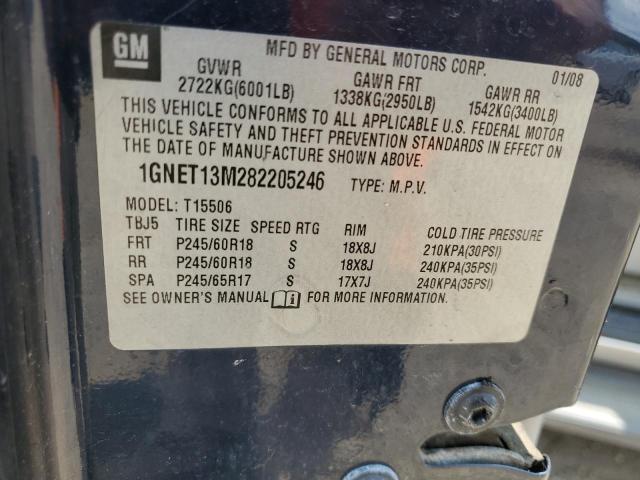 GM
MFD BY GENERAL MOTORS CORP. 01/08
GVWR GAWR FRT GAWR RR
2722KG(6001LB) 1338KG(2950LB) 1542KG(3400LB)
THIS VEHICLE CONFORMS TO ALL APPLICABLE U.S. FEDERAL MOTOR
VEHICLE SAFETY AND THEFT PREVENTION STANDARDS IN EFFECT ON
THE DATE OF MANUFACTURE SHOWN ABOVE.
1GNET13M282205246 TYPE: M.P.V.
MODEL: T15506
TBJ5 TIRE SIZE SPEED RTG RIM COLD TIRE PRESSURE
FRT P245/60R18 S 18X8J 210KPA(30PSI)
RR P245/60R18 S 18X8J 240KPA(35PSI)
SPA P245/65R17 S 17X7J 240KPA(35PSI)
SEE OWNER'S MANUAL i FOR MORE INFORMATION.